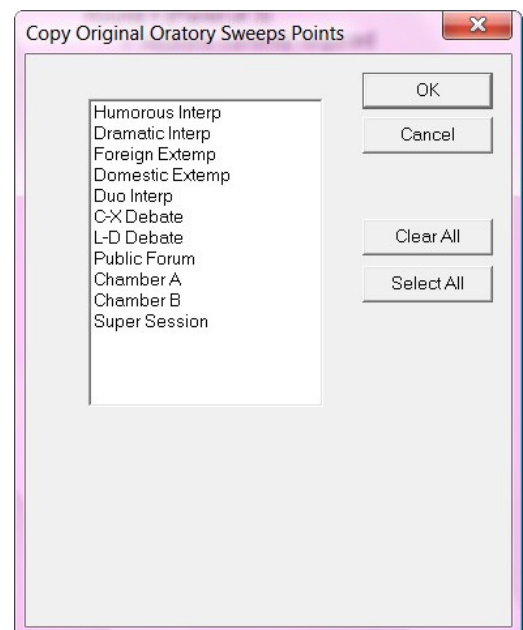 Copy Original Oratory Sweeps Points
Humorous Interp
Dramatic Interp
Foreign Extemp
Domestic Extemp
Duo Interp
C-X Debate
L-D Debate
Public Forum
Chamber A
Chamber B
Super Session
OK
Cancel
Clear All
Select All